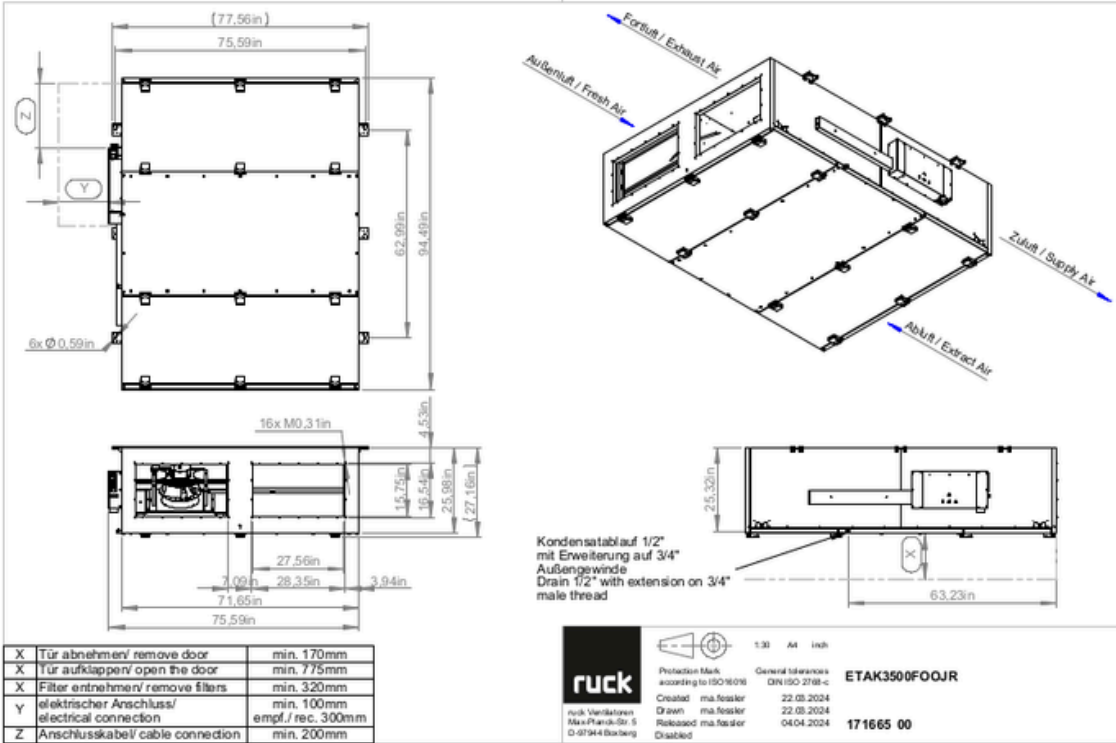 (77,56in)
75,59in
Z
Y
62,99in
94,49in
6x Ø 0,59in
Fortluft / Exhaust Air
Außenluft / Fresh Air
Zuluft / Supply Air
Abluft / Extract Air
16x M0,31in
4,53in
15,75in
16,54in
25,98in
(27,16in)
27,56in
7,09in
28,35in
3,94in
71,65in
75,59in
25,32in
X
63,23in
Kondensatablauf 1/2"
mit Erweiterung auf 3/4"
Außengewinde
Drain 1/2" with extension on 3/4"
male thread
X Tür abnehmen/ remove door min. 170mm
X Tür aufklappen/ open the door min. 775mm
X Filter entnehmen/ remove filters min. 320mm
Y elektrischer Anschluss/ min. 100mm
electrical connection empf./ rec. 300mm
Z Anschlusskabel/ cable connection min. 200mm
ruck
ruck Ventilatoren
Max-Planck-Str. 5
D-97944 Boxberg
1:30 A4 inch
Protection Mark General tolerances
according to ISO16016 DIN ISO 2768-c
ETAK3500FOOJR
Created ma.fessler 22.03.2024
Drawn ma.fessler 22.03.2024
Released ma.fessler 04.04.2024
Disabled
171665 00